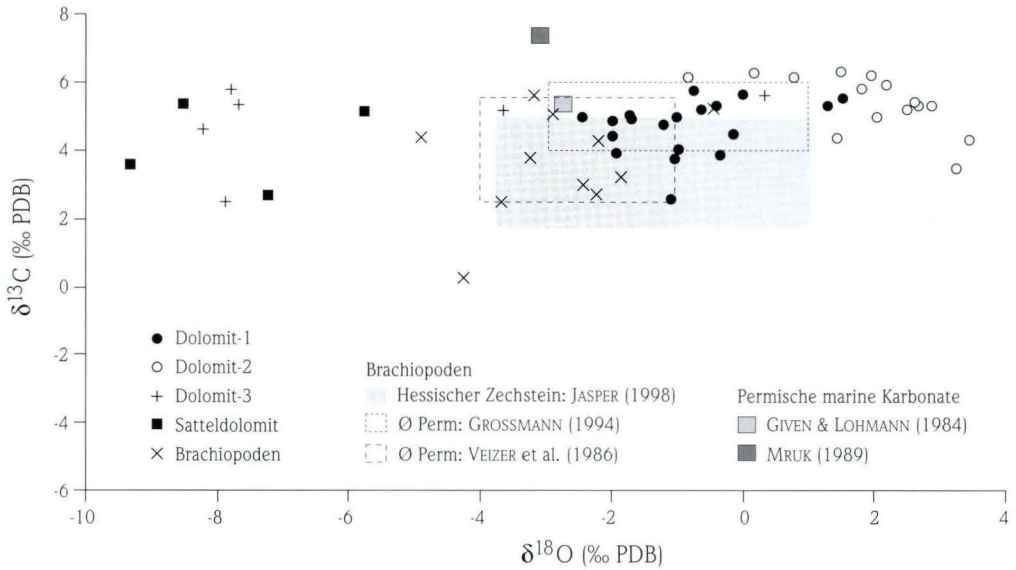 8
6
4
2
0
-2
-4
-6
δ13C (‰ PDB)
-10
-8
-6
-4
-2
0
2
4
δ18O (‰ PDB)
Dolomit-1
Dolomit-2
Dolomit-3
Satteldolomit
Brachiopoden
Brachiopoden
Hessischer Zechstein: JASPER (1998)
Ø Perm: GROSSMANN (1994)
Ø Perm: VEIZER et al. (1986)
Permische marine Karbonate
GIVEN & LOHMANN (1984)
MRUK (1989)